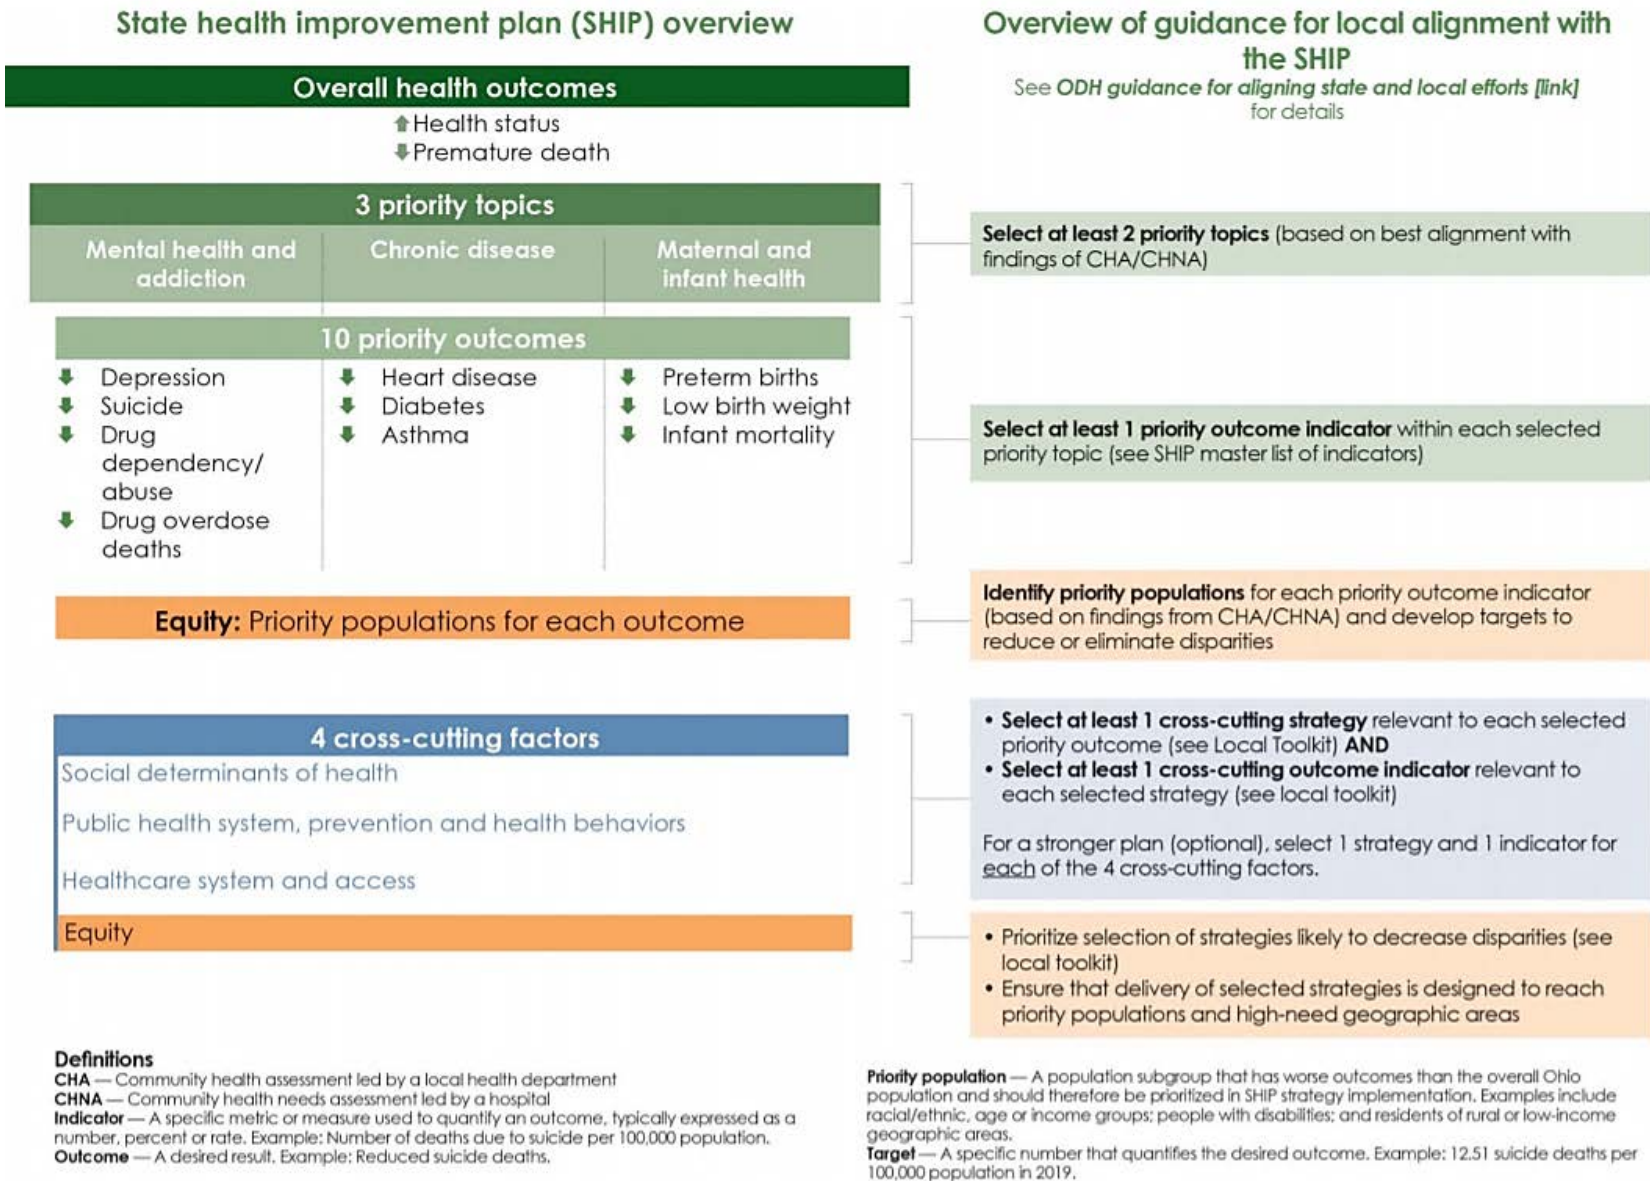 State health improvement plan (SHIP) overview
Overall health outcomes
Health status
Premature death
3 priority topics
Mental health and
addiction
Chronic disease
Maternal and
infant health
10 priority outcomes
Depression
Suicide
Drug
dependency/
abuse
Drug overdose
deaths
Heart disease
Diabetes
Asthma
Preterm births
Low birth weight
Infant mortality
Equity: Priority populations for each outcome
4 cross-cutting factors
Social determinants of health
Public health system, prevention and health behaviors
Healthcare system and access
Equity
Overview of guidance for local alignment with
the SHIP
See ODH guidance for aligning state and local efforts [link]
for details
Select at least 2 priority topics (based on best alignment with
findings of CHA/CHNA)
Select at least 1 priority outcome indicator within each selected
priority topic (see SHIP master list of indicators)
Identify priority populations for each priority outcome indicator
(based on findings from CHA/CHNA) and develop targets to
reduce or eliminate disparities
• Select at least 1 cross-cutting strategy relevant to each selected
priority outcome (see Local Toolkit) AND
• Select at least 1 cross-cutting outcome indicator relevant to
each selected strategy (see local toolkit)
For a stronger plan (optional), select 1 strategy and 1 indicator for
each of the 4 cross-cutting factors.
• Prioritize selection of strategies likely to decrease disparities (see
local toolkit)
• Ensure that delivery of selected strategies is designed to reach
priority populations and high-need geographic areas
Definitions
CHA — Community health assessment led by a local health department
CHNA — Community health needs assessment led by a hospital
Indicator — A specific metric or measure used to quantify an outcome, typically expressed as a
number, percent or rate. Example: Number of deaths due to suicide per 100,000 population.
Outcome — A desired result. Example: Reduced suicide deaths.
Priority population — A population subgroup that has worse outcomes than the overall Ohio
population and should therefore be prioritized in SHIP strategy implementation. Examples include
racial/ethnic, age or income groups; people with disabilities; and residents of rural or low-income
geographic areas.
Target — A specific number that quantifies the desired outcome. Example: 12.51 suicide deaths per
100,000 population in 2019.